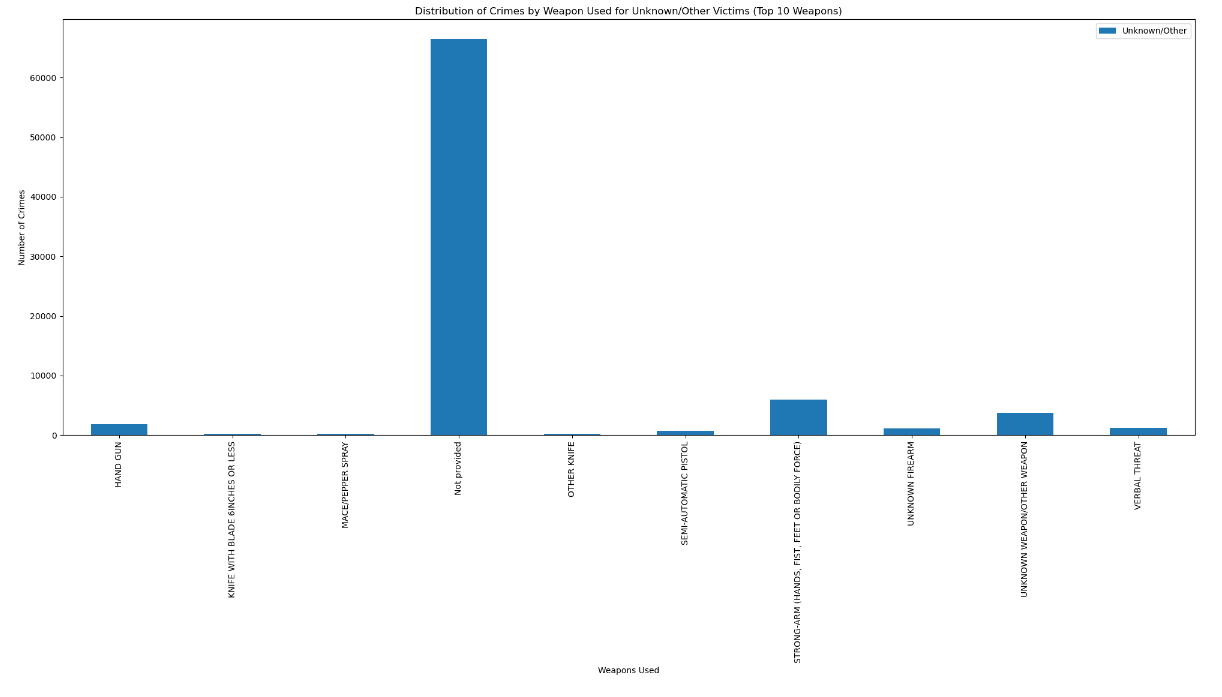 Distribution of Crimes by Weapon Used for Unknown/Other Victims (Top 10 Weapons)
Unknown/Other
Number of Crimes
60000
50000
40000
30000
20000
10000
0
HAND GUN
KNIFE WITH BLADE 6INCHES OR LESS
MACE/PEPPER SPRAY
Not provided
OTHER KNIFE
SEMI-AUTOMATIC PISTOL
STRONG-ARM (HANDS, FIST, FEET OR BODILY FORCE)
UNKNOWN FIREARM
UNKNOWN WEAPON/OTHER WEAPON
VERBAL THREAT
Weapons Used